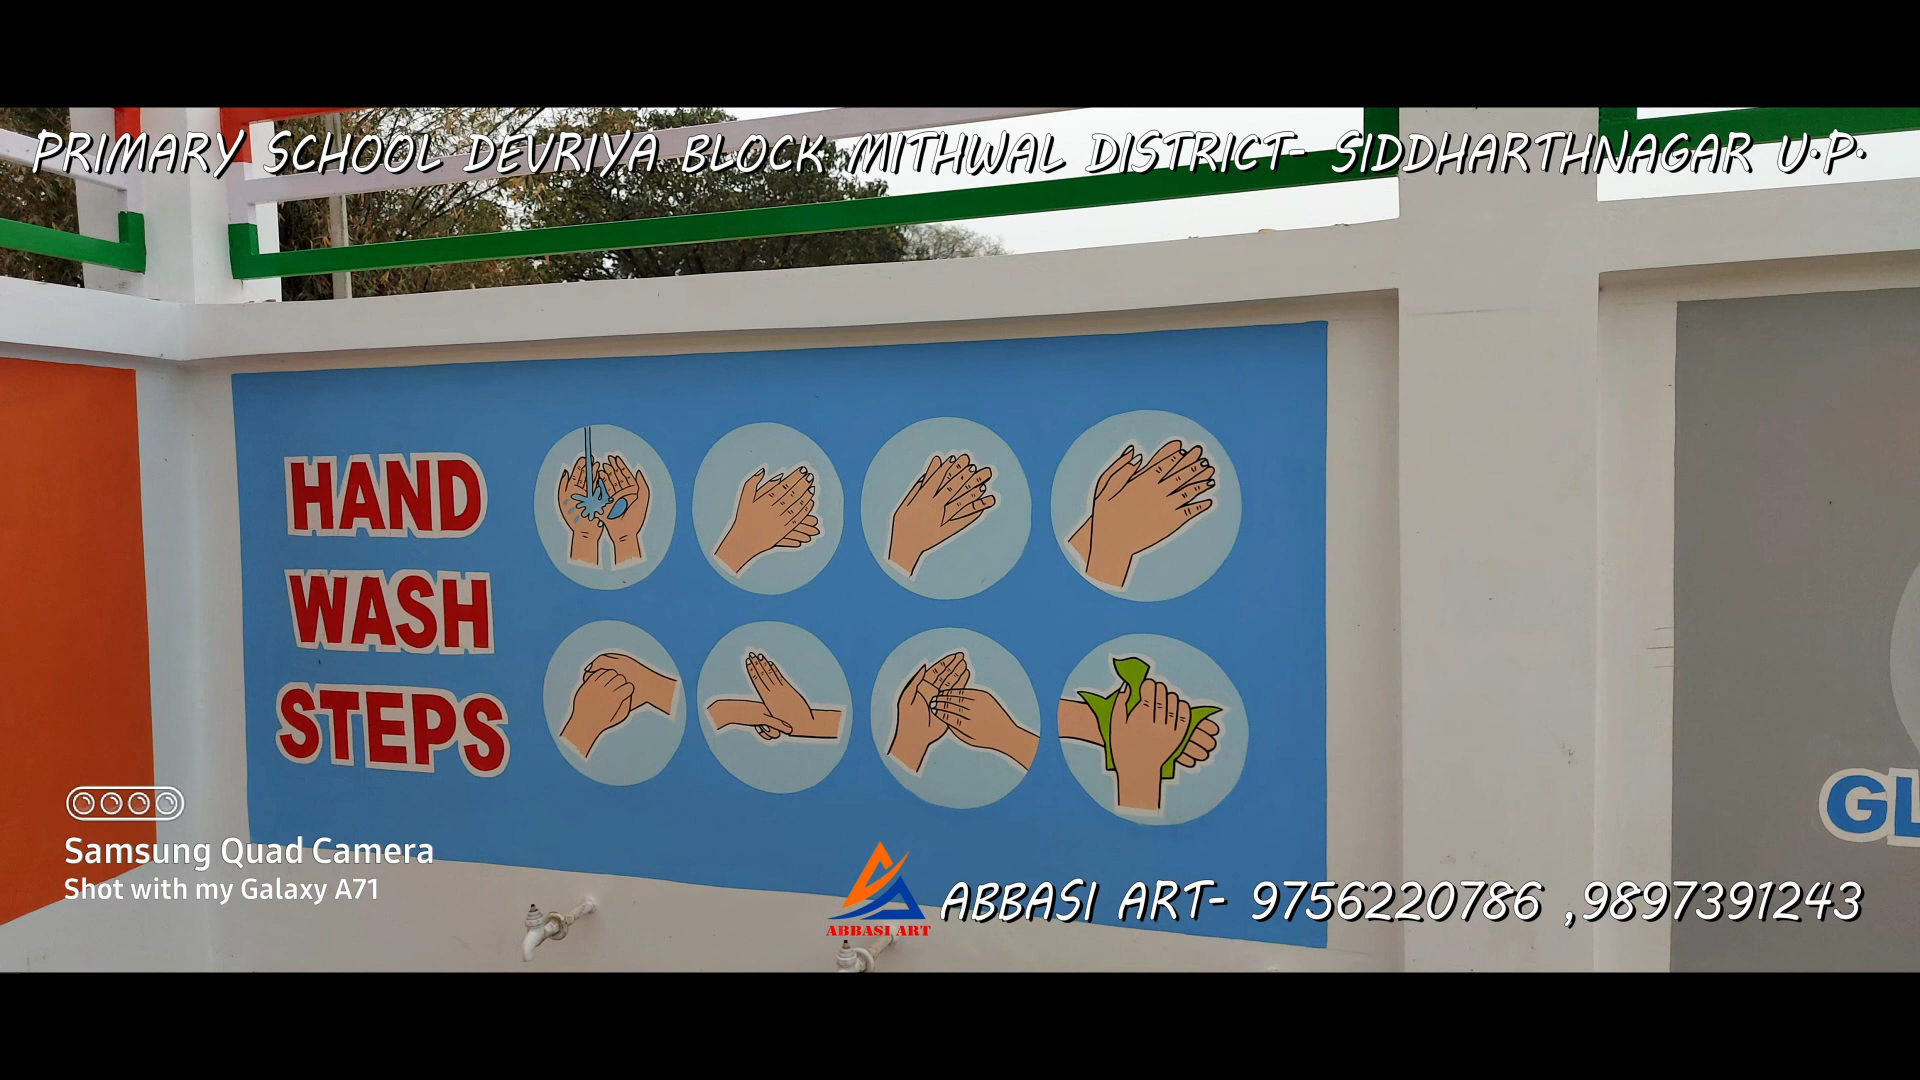 PRIMARY SCHOOL DEVRIYA BLOCK MITHWAL DISTRICT- SIDDHARTHNAGAR U.P.
HAND
WASH
STEPS
GL
Samsung Quad Camera
Shot with my Galaxy A71
ABBASI ART
ABBASI ART- 9756220786 ,9897391243